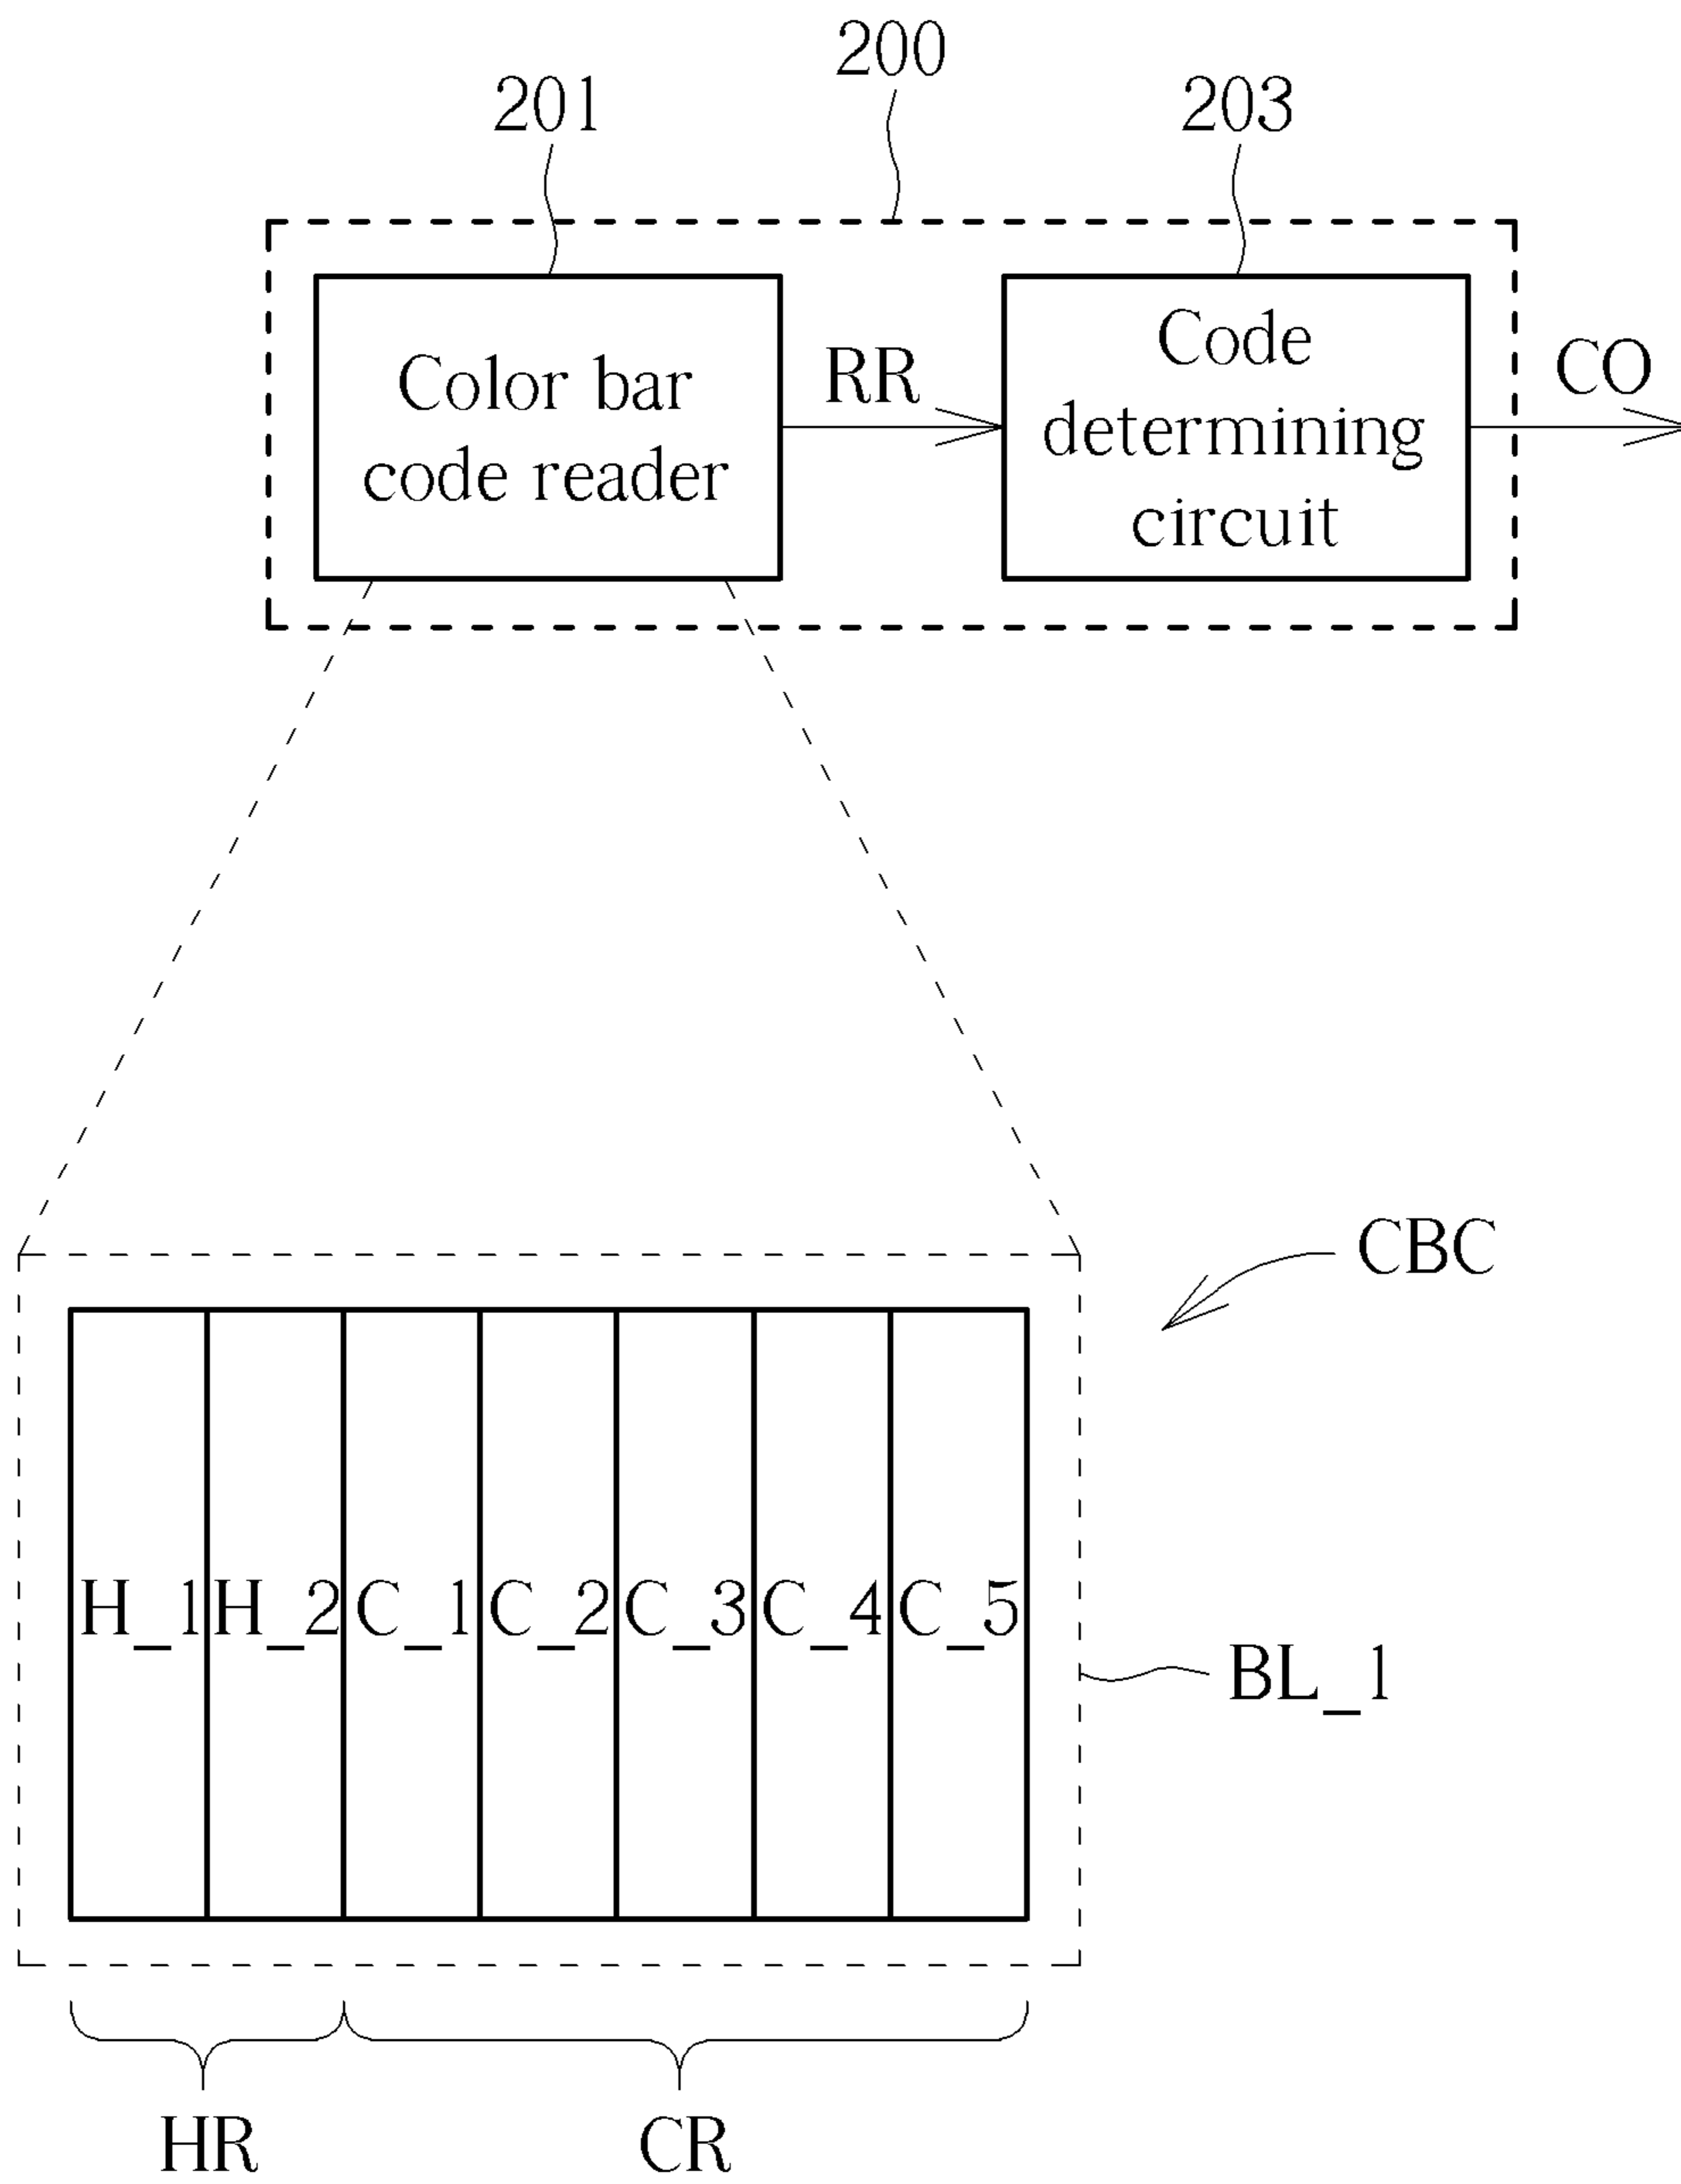 200
201
203
Color bar
code reader
RR
Code
determining
circuit
CO
CBC
H_1 H_2 C_1 C_2 C_3 C_4 C_5
BL_1
HR
CR